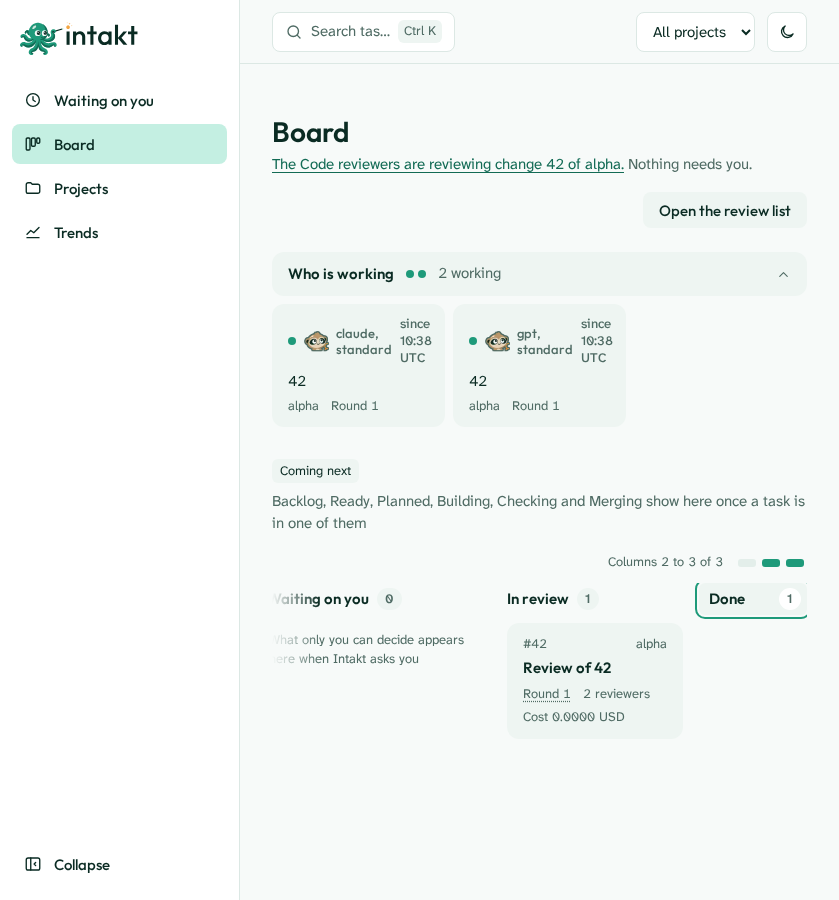 intakt
Search tas... Ctrl K
All projects
Waiting on you
Board
Projects
Trends
Collapse
Board
The Code reviewers are reviewing change 42 of alpha. Nothing needs you.
Open the review list
Who is working 2 working
claude, standard since 10:38 UTC
42
alpha Round 1
gpt, standard since 10:38 UTC
42
alpha Round 1
Coming next
Backlog, Ready, Planned, Building, Checking and Merging show here once a task is
in one of them
Columns 2 to 3 of 3
Waiting on you 0
What only you can decide appears
here when Intakt asks you
In review 1
#42 alpha
Review of 42
Round 1 2 reviewers
Cost 0.0000 USD
Done 1